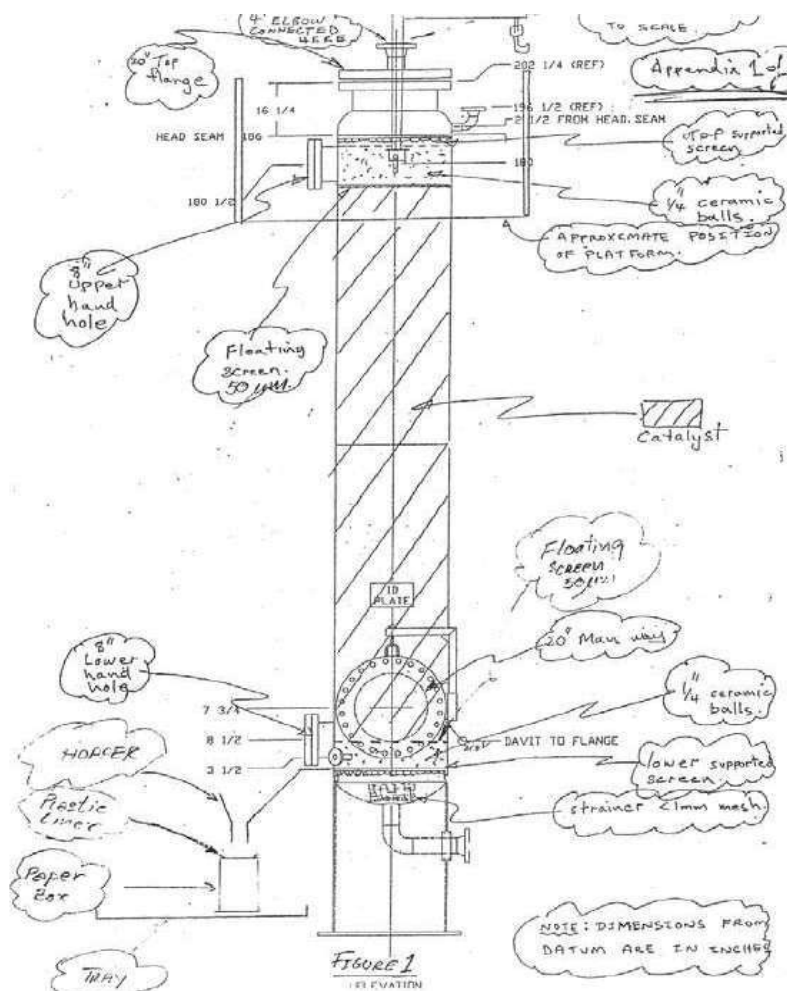 4" ELBOW
CONNECTED
HERE
TO SCALE.
Appendix 1 of
20" Top
flange
202 1/4 (REF)
16 1/4
196 1/2 (REF)
2 1/2 FROM HEAD. SEAM
HEAD SEAM 186
supported
screen
180
180 1/2
1/4" ceramic
balls.
APPROXEMATE POSITION
OF PLATFORM.
8"
Upper
hand
hole
Floating
screen.
50
Catalyst
Floating
SCREEN
ID
PLATE
20" Man way
8"
Lower
hand
hole
1/4" ceramic
balls.
7 3/4
8 1/2
DAVIT TO FLANGE
3 1/2
HOPPER
lower supported
screen.
Plastic
Liner
strainer <1mm mesh.
Paper
Box
NOTE: DIMENSIONS FROM
DATUM ARE IN INCHES
TRAY
FIGURE 1
ELEVATION